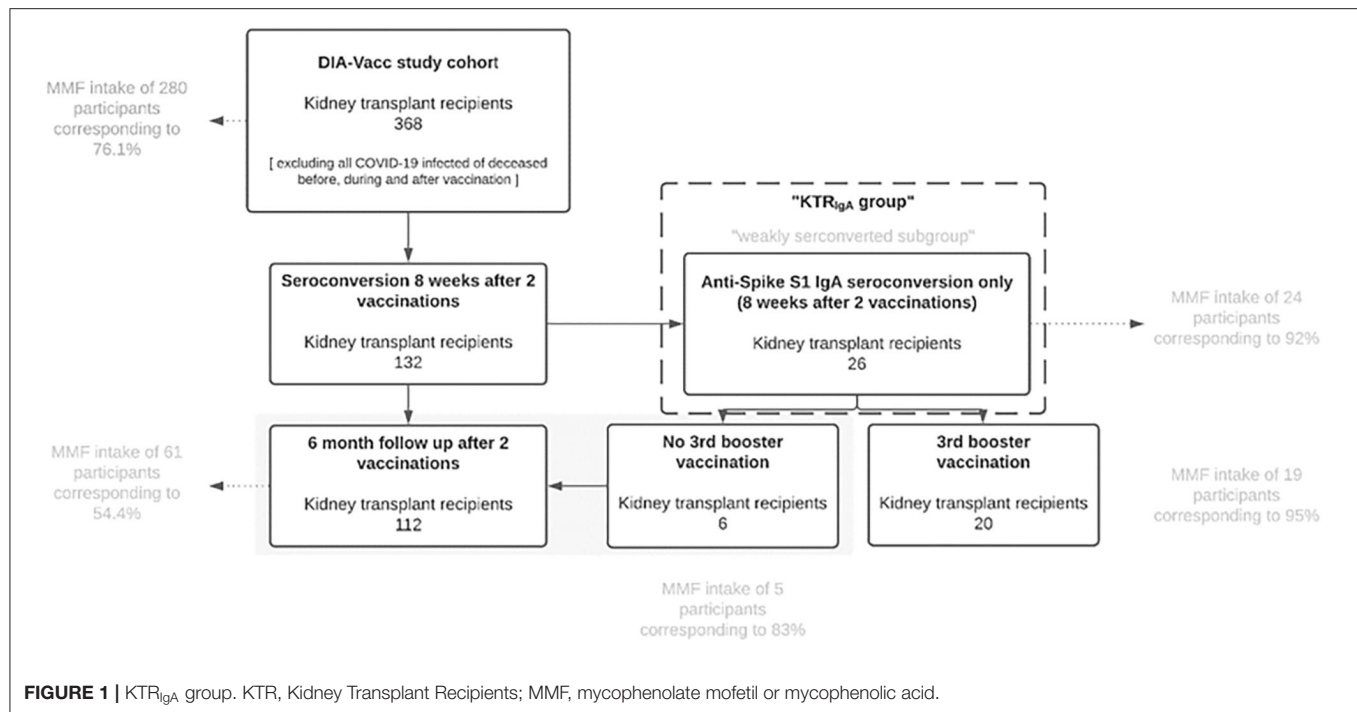 DIA-Vacc study cohort
Kidney transplant recipients
368
[ excluding all COVID-19 infected of deceased
before, during and after vaccination ]
MMF intake of 280
participants
corresponding to
76.1%
"KTRIgA group"
"weakly serconverted subgroup"
Seroconversion 8 weeks after 2
vaccinations
Kidney transplant recipients
132
Anti-Spike S1 IgA seroconversion only
(8 weeks after 2 vaccinations)
Kidney transplant recipients
26
MMF intake of 24
participants
corresponding to 92%
MMF intake of 61
participants
corresponding to
54.4%
6 month follow up after 2
vaccinations
Kidney transplant recipients
112
No 3rd booster
vaccination
Kidney transplant recipients
6
3rd booster
vaccination
Kidney transplant recipients
20
MMF intake of 19
participants
corresponding to 95%
MMF intake of 5
participants
corresponding to 83%
FIGURE 1 | KTRIgA group. KTR, Kidney Transplant Recipients; MMF, mycophenolate mofetil or mycophenolic acid.